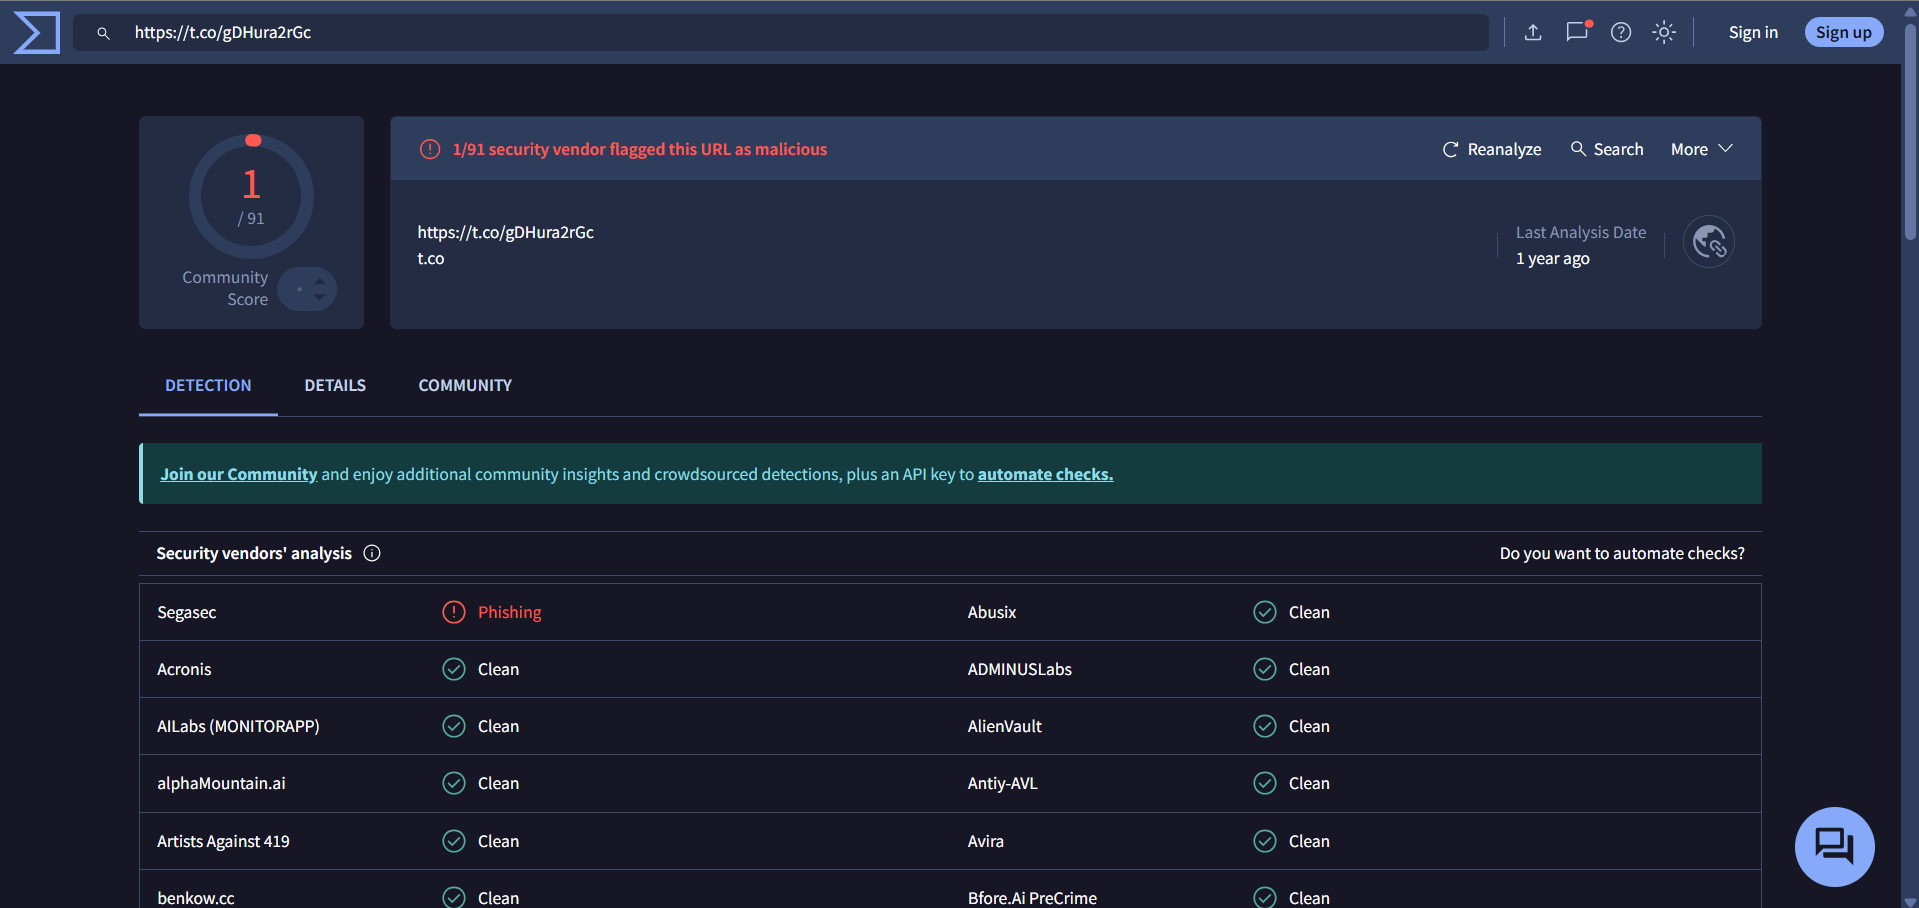 https://t.co/gDHura2rGc
Sign in
Sign up
1
/ 91
Community
Score
1/91 security vendor flagged this URL as malicious
Reanalyze
Search
More
https://t.co/gDHura2rGc
t.co
Last Analysis Date
1 year ago
DETECTION
DETAILS
COMMUNITY
Join our Community and enjoy additional community insights and crowdsourced detections, plus an API key to automate checks.
Security vendors' analysis
Do you want to automate checks?
Segasec Phishing Abusix Clean
Acronis Clean ADMINUSLabs Clean
AILabs (MONITORAPP) Clean AlienVault Clean
alphaMountain.ai Clean Antiy-AVL Clean
Artists Against 419 Clean Avira Clean
benkow.cc Clean Bfore.Ai PreCrime Clean